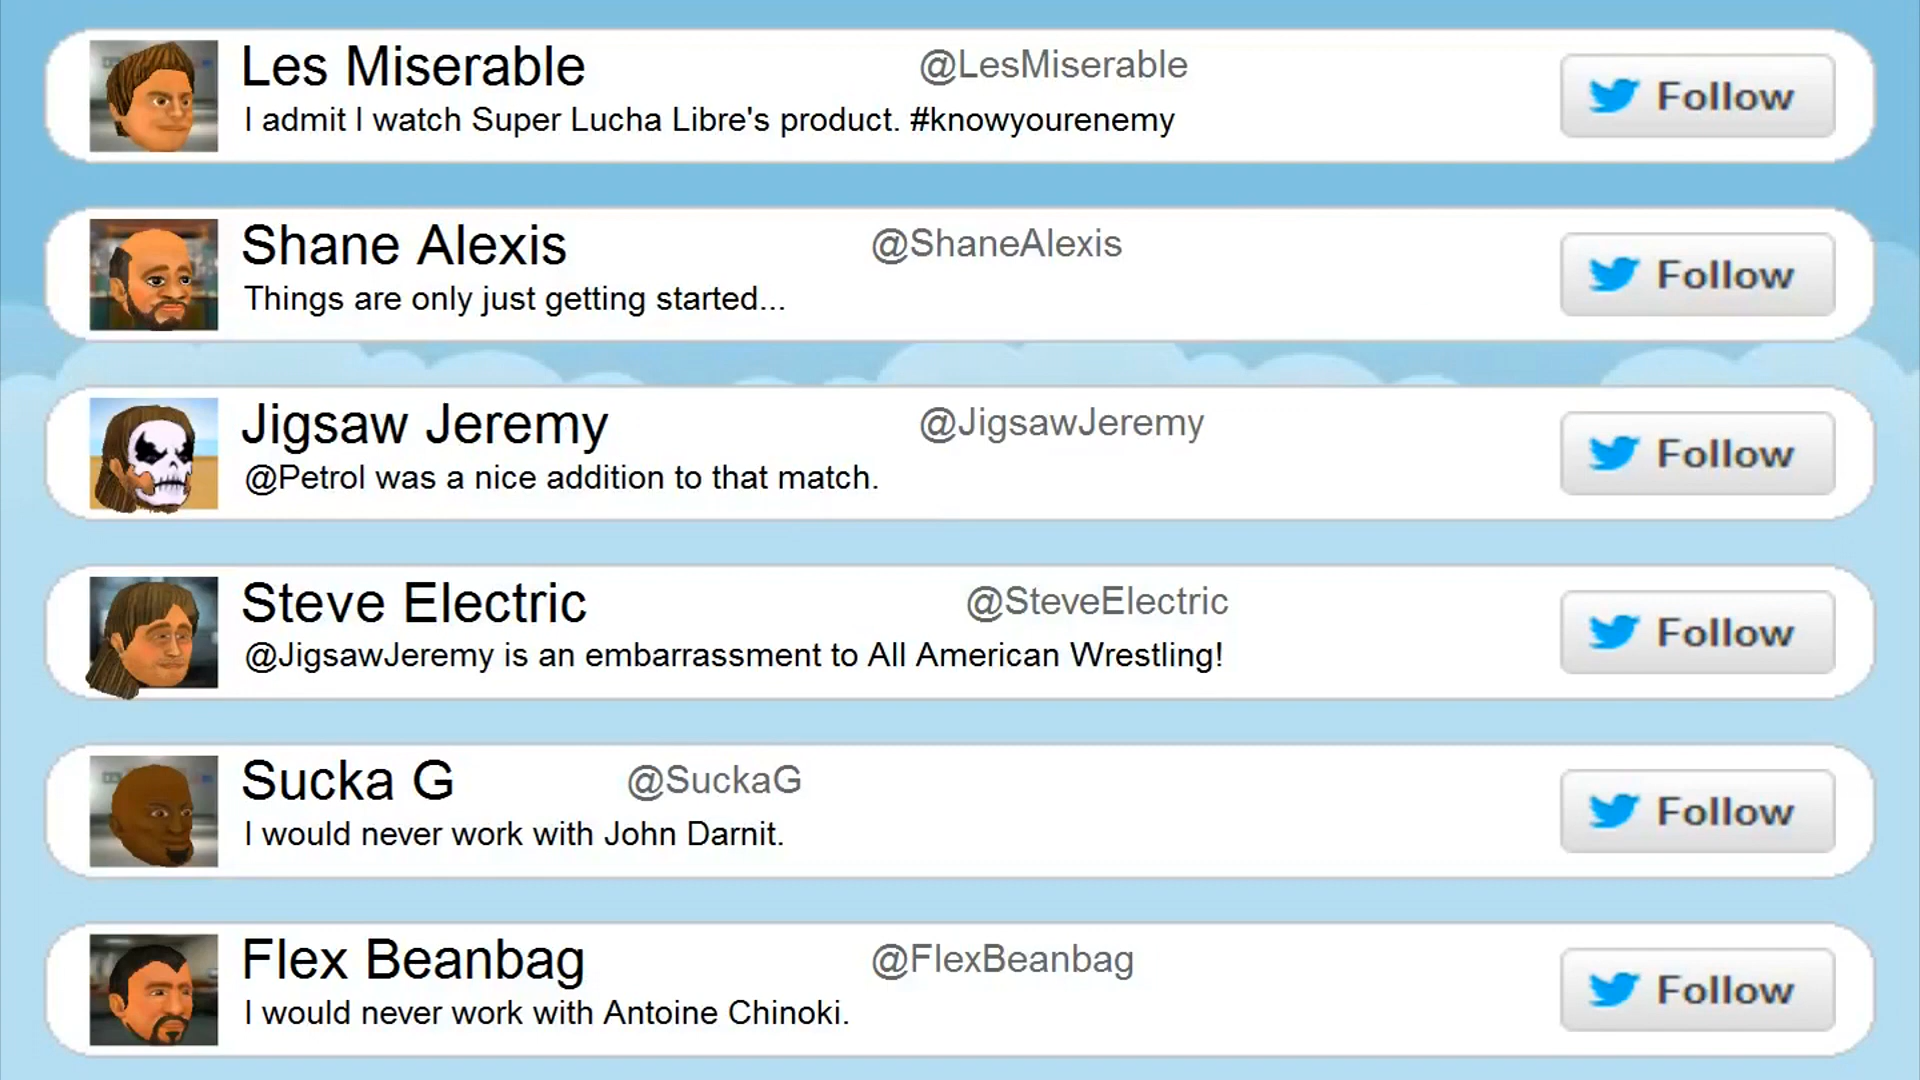 Les Miserable @LesMiserable
I admit I watch Super Lucha Libre's product. #knowyourenemy
Follow
Shane Alexis @ShaneAlexis
Things are only just getting started...
Follow
Jigsaw Jeremy @JigsawJeremy
@Petrol was a nice addition to that match.
Follow
Steve Electric @SteveElectric
@JigsawJeremy is an embarrassment to All American Wrestling!
Follow
Sucka G @SuckaG
I would never work with John Darnit.
Follow
Flex Beanbag @FlexBeanbag
I would never work with Antoine Chinoki.
Follow